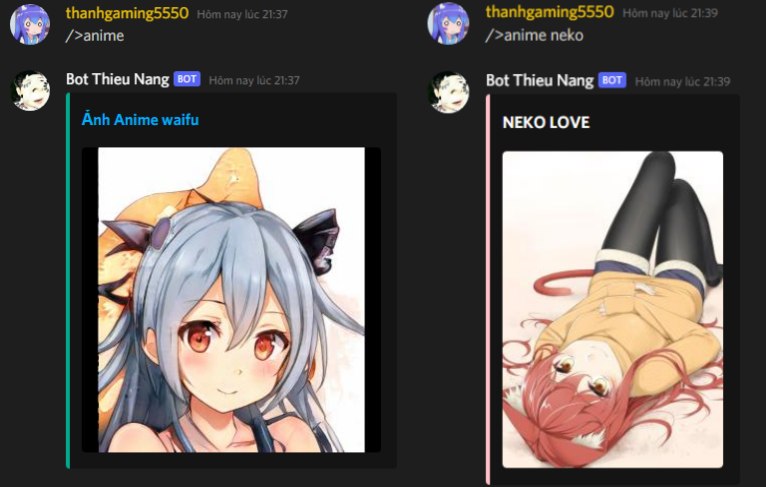 thanhgaming5550 Hôm nay lúc 21:37
/>anime
Bot Thieu Nang BOT Hôm nay lúc 21:37
Ảnh Anime waifu
thanhgaming5550 Hôm nay lúc 21:39
/>anime neko
Bot Thieu Nang BOT Hôm nay lúc 21:39
NEKO LOVE